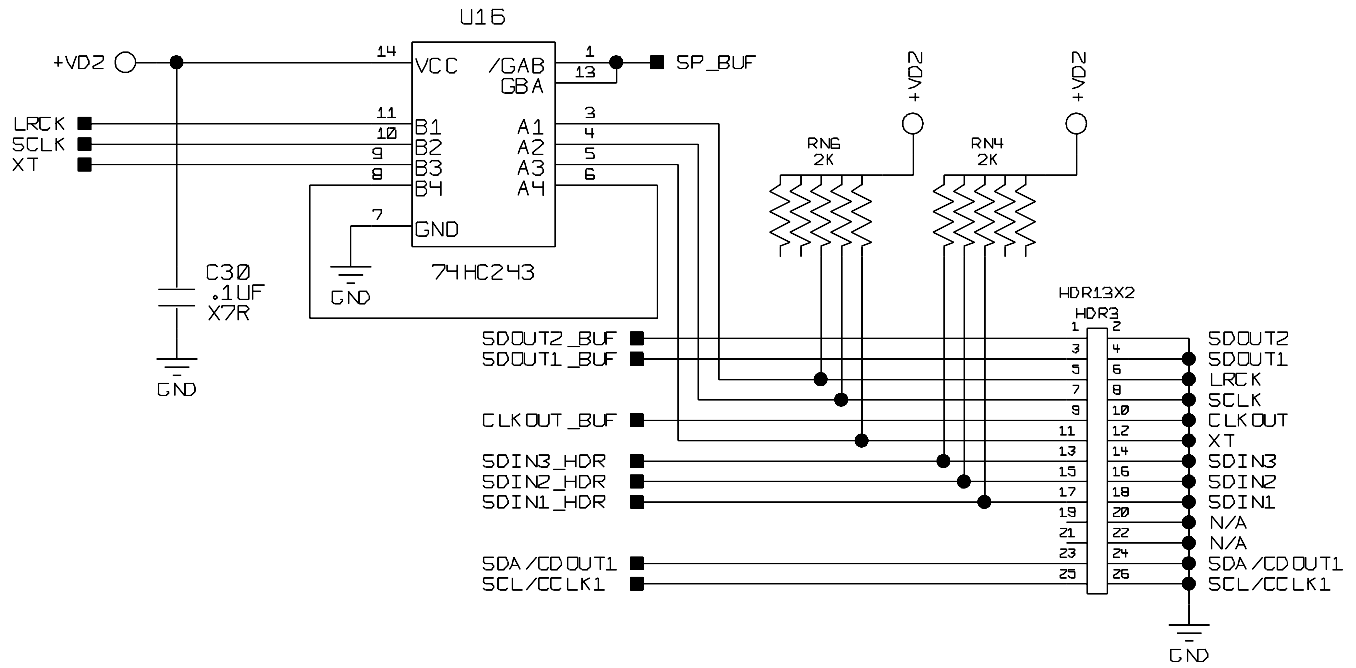 U16
+VD2
14
VCC
/GAB
1
SP_BUF
GBA
13
LRCK
11
B1
A1
3
SCLK
10
B2
A2
4
XT
9
B3
A3
5
8
B4
A4
6
7
GND
GND
74HC243
C30
.1UF
X7R
GND
+VD2
+VD2
RN6
2K
RN4
2K
HDR13X2
HDR3
SDOUT2_BUF
1
2
SDOUT2
SDOUT1_BUF
3
4
SDOUT1
5
6
LRCK
7
8
SCLK
CLKOUT_BUF
9
10
CLKOUT
11
12
XT
SDIN3_HDR
13
14
SDIN3
SDIN2_HDR
15
16
SDIN2
SDIN1_HDR
17
18
SDIN1
19
20
N/A
21
22
N/A
SDA/CDOUT1
23
24
SDA/CDOUT1
SCL/CCLK1
25
26
SCL/CCLK1
GND